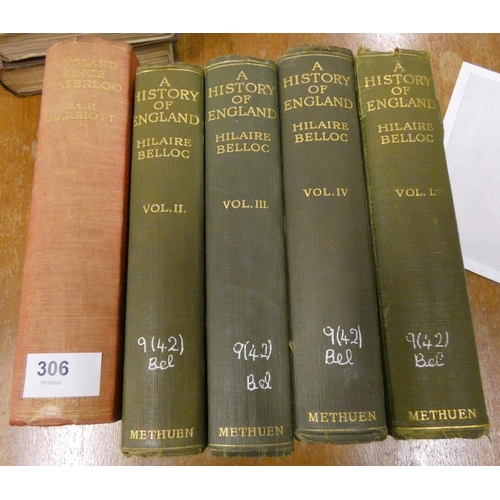 ENGLAND
SINCE
WATERLOO
J.A.R.
MARRIOTT
306
A
HISTORY
OF
ENGLAND
HILAIRE
BELLOC
VOL. II.
9(42)
Bel
METHUEN
A
HISTORY
OF
ENGLAND
HILAIRE
BELLOC
VOL. III.
9(42)
Bel
METHUEN
A
HISTORY
OF
ENGLAND
HILAIRE
BELLOC
VOL. IV
9(42)
Bel
METHUEN
A
HISTORY
OF
ENGLAND
HILAIRE
BELLOC
VOL. I.
9(42)
Bel
METHUEN